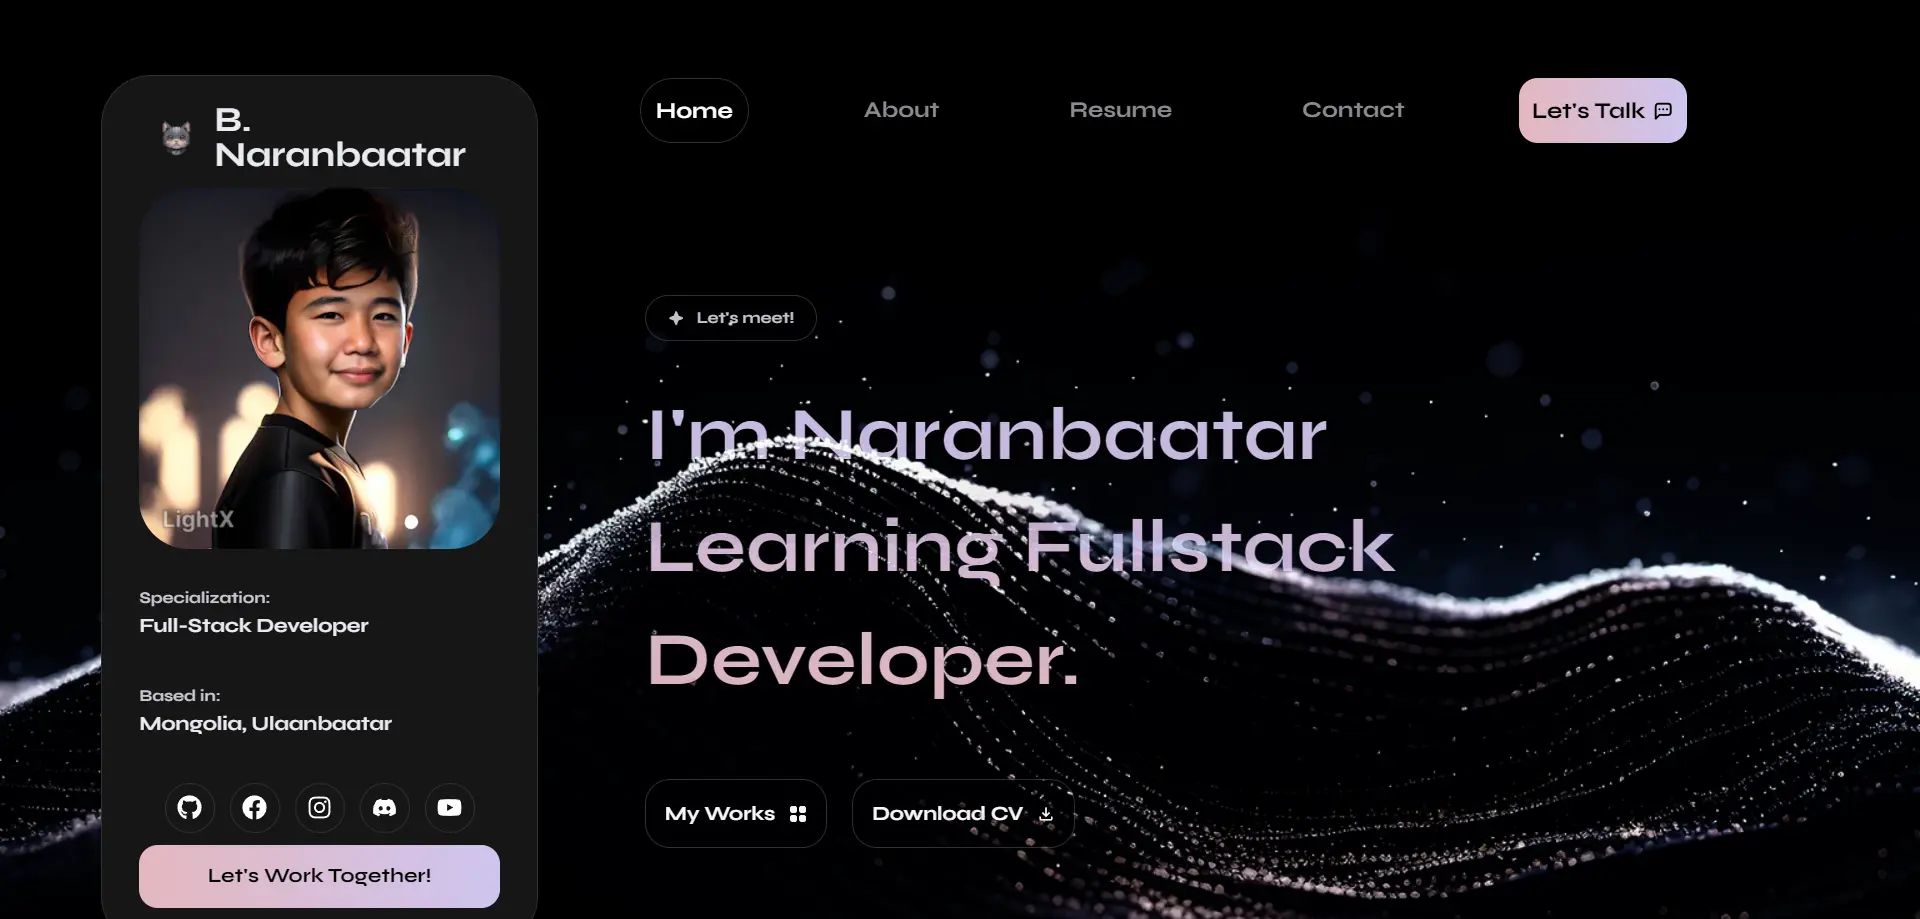 B.
Naranbaatar
LightX
Specialization:
Full-Stack Developer
Based in:
Mongolia, Ulaanbaatar
Let's Work Together!
Home
About
Resume
Contact
Let's Talk
Let's meet!
I'm Naranbaatar
Learning Fullstack
Developer.
My Works
Download CV